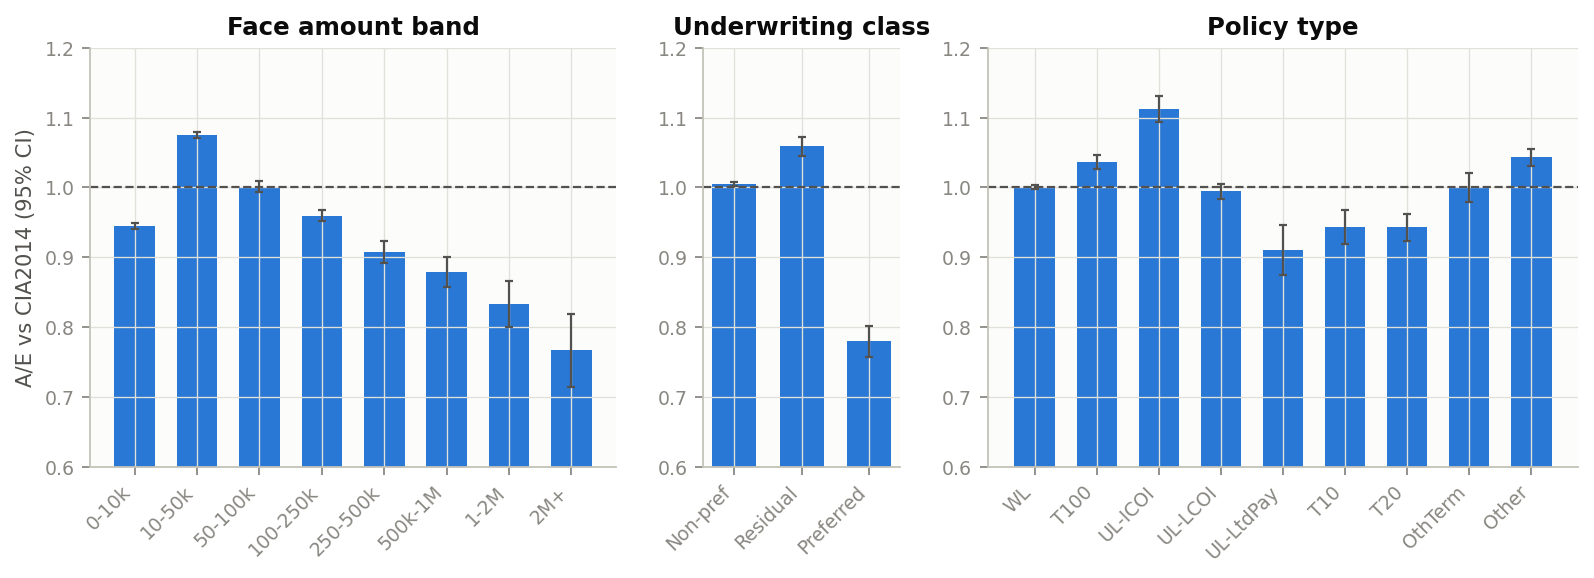 Face amount band
Underwriting class
Policy type
A/E vs CIA2014 (95% CI)
1.2
1.1
1.0
0.9
0.8
0.7
0.6
0-10k
10-50k
50-100k
100-250k
250-500k
500k-1M
1-2M
2M+
1.2
1.1
1.0
0.9
0.8
0.7
0.6
Non-pref
Residual
Preferred
1.2
1.1
1.0
0.9
0.8
0.7
0.6
WL
T100
UL-ICOI
UL-LCOI
UL-LtdPay
T10
T20
OthTerm
Other